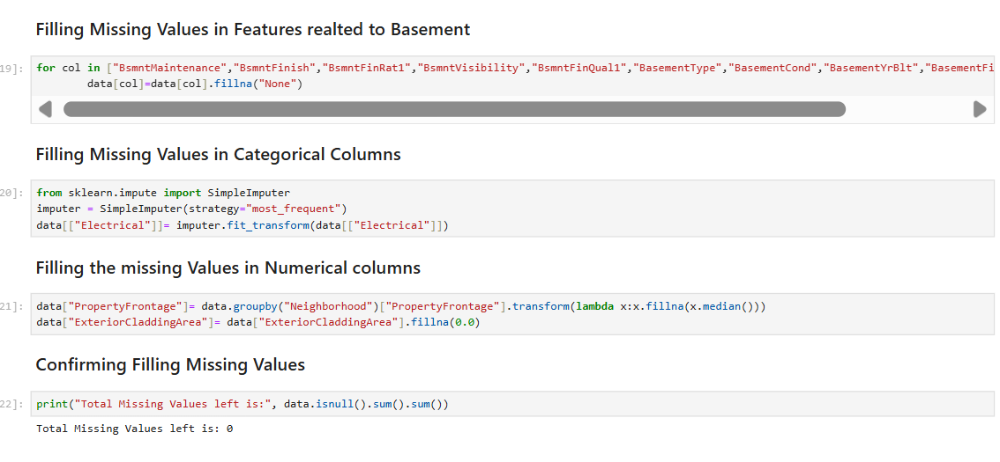 Filling Missing Values in Features realted to Basement
19]:
for col in ["BsmntMaintenance","BsmntFinish","BsmntFinRat1","BsmntVisibility","BsmntFinQual1","BasementType","BasementCond","BasementYrBlt","BasementFi
data[col]=data[col].fillna("None")
Filling Missing Values in Categorical Columns
20]:
from sklearn.impute import SimpleImputer
imputer = SimpleImputer(strategy="most_frequent")
data[["Electrical"]]= imputer.fit_transform(data[["Electrical"]])
Filling the missing Values in Numerical columns
21]:
data["PropertyFrontage"]= data.groupby("Neighborhood")["PropertyFrontage"].transform(lambda x:x.fillna(x.median()))
data["ExteriorCladdingArea"]= data["ExteriorCladdingArea"].fillna(0.0)
Confirming Filling Missing Values
22]:
print("Total Missing Values left is:", data.isnull().sum().sum())
Total Missing Values left is: 0